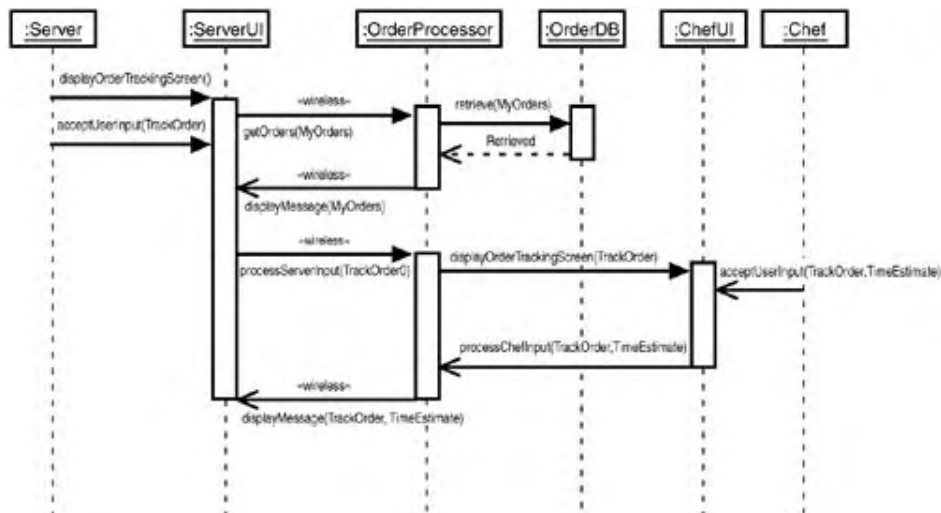 :Server
:ServerUI
:OrderProcessor
:OrderDB
:ChefUI
:Chef
displayOrderTrackingScreen()
«wireless»
retrieve(MyOrders)
acceptUserInput(TrackOrder)
getOrders(MyOrders)
Retrieved
«wireless»
displayMessage(MyOrders)
«wireless»
displayOrderTrackingScreen(TrackOrder)
processServerInput(TrackOrder0)
acceptUserInput(TrackOrder,TimeEstimate)
processChefInput(TrackOrder,TimeEstimate)
«wireless»
displayMessage(TrackOrder, TimeEstimate)